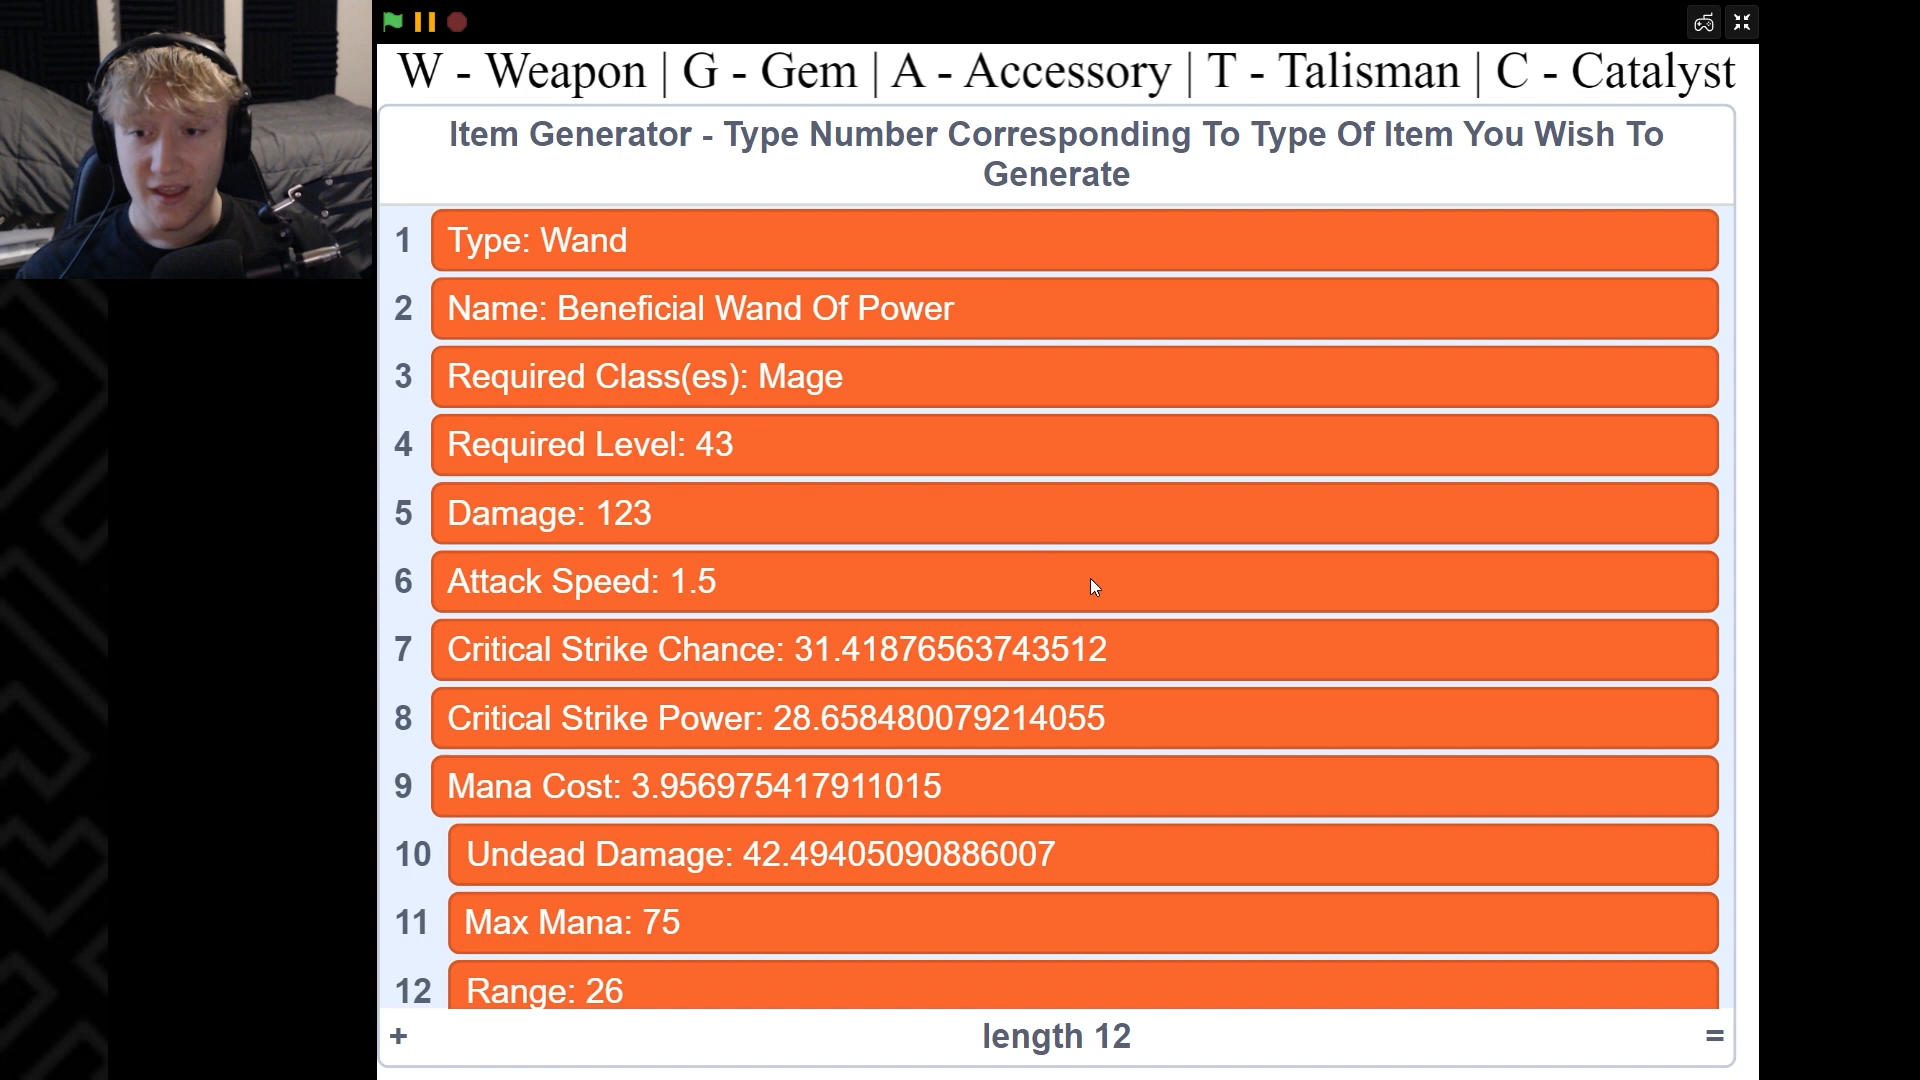 W - Weapon | G - Gem | A - Accessory | T - Talisman | C - Catalyst
Item Generator - Type Number Corresponding To Type Of Item You Wish To
Generate
1 Type: Wand
2 Name: Beneficial Wand Of Power
3 Required Class(es): Mage
4 Required Level: 43
5 Damage: 123
6 Attack Speed: 1.5
7 Critical Strike Chance: 31.41876563743512
8 Critical Strike Power: 28.658480079214055
9 Mana Cost: 3.956975417911015
10 Undead Damage: 42.49405090886007
11 Max Mana: 75
12 Range: 26
+ length 12 =